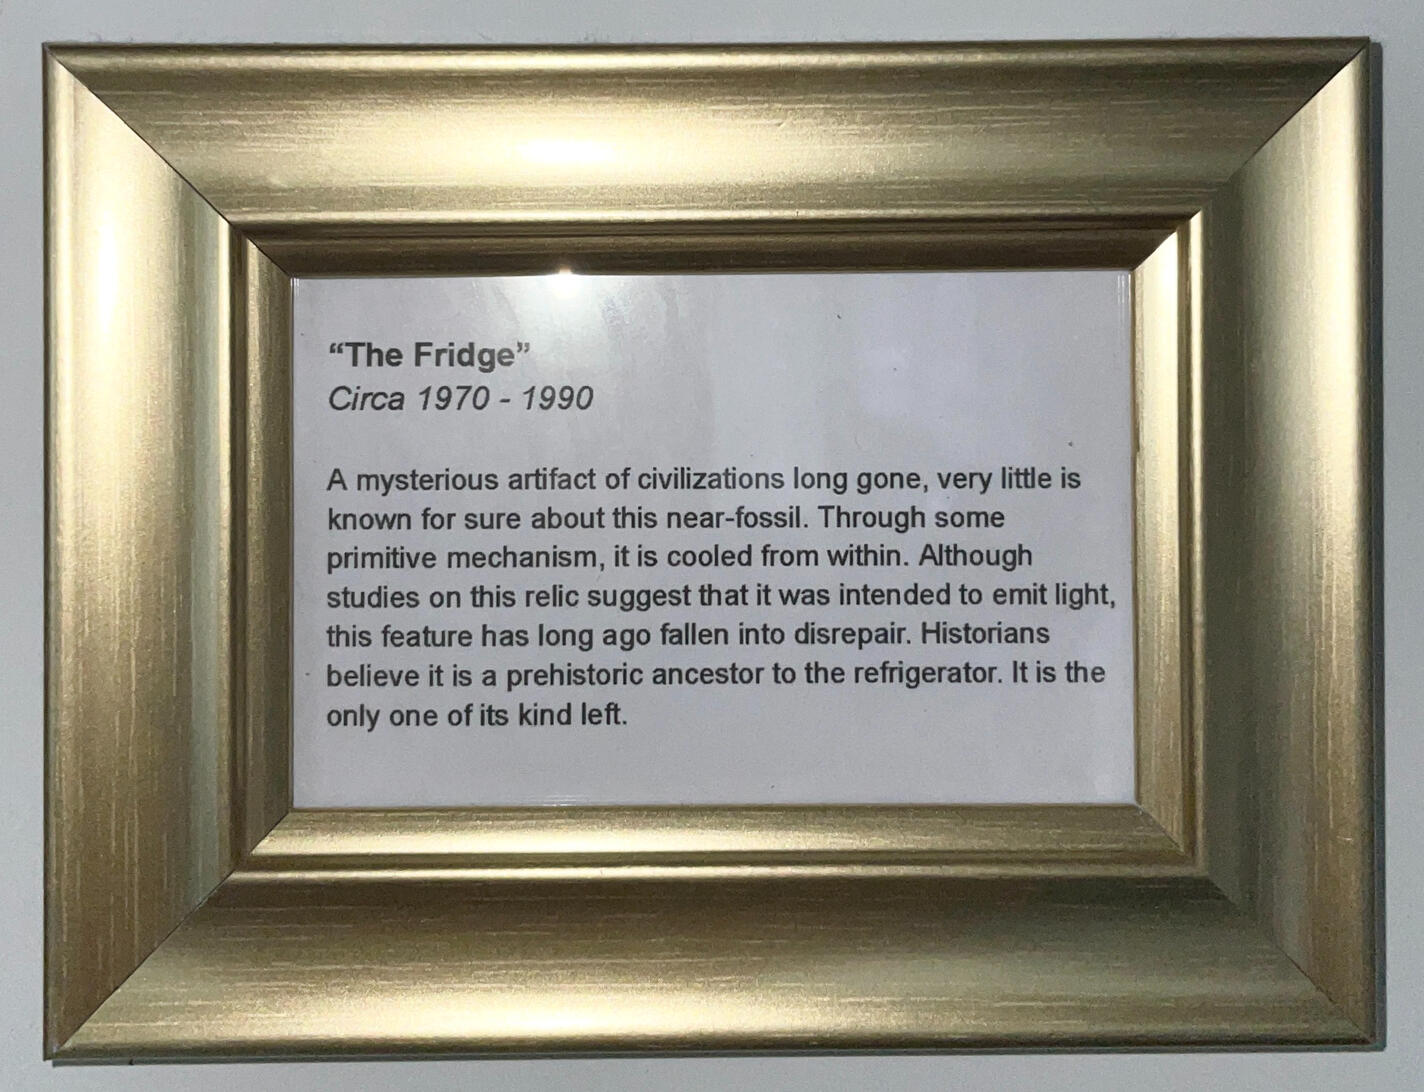 “The Fridge”
Circa 1970 - 1990
A mysterious artifact of civilizations long gone, very little is
known for sure about this near-fossil. Through some
primitive mechanism, it is cooled from within. Although
studies on this relic suggest that it was intended to emit light,
this feature has long ago fallen into disrepair. Historians
believe it is a prehistoric ancestor to the refrigerator. It is the
only one of its kind left.